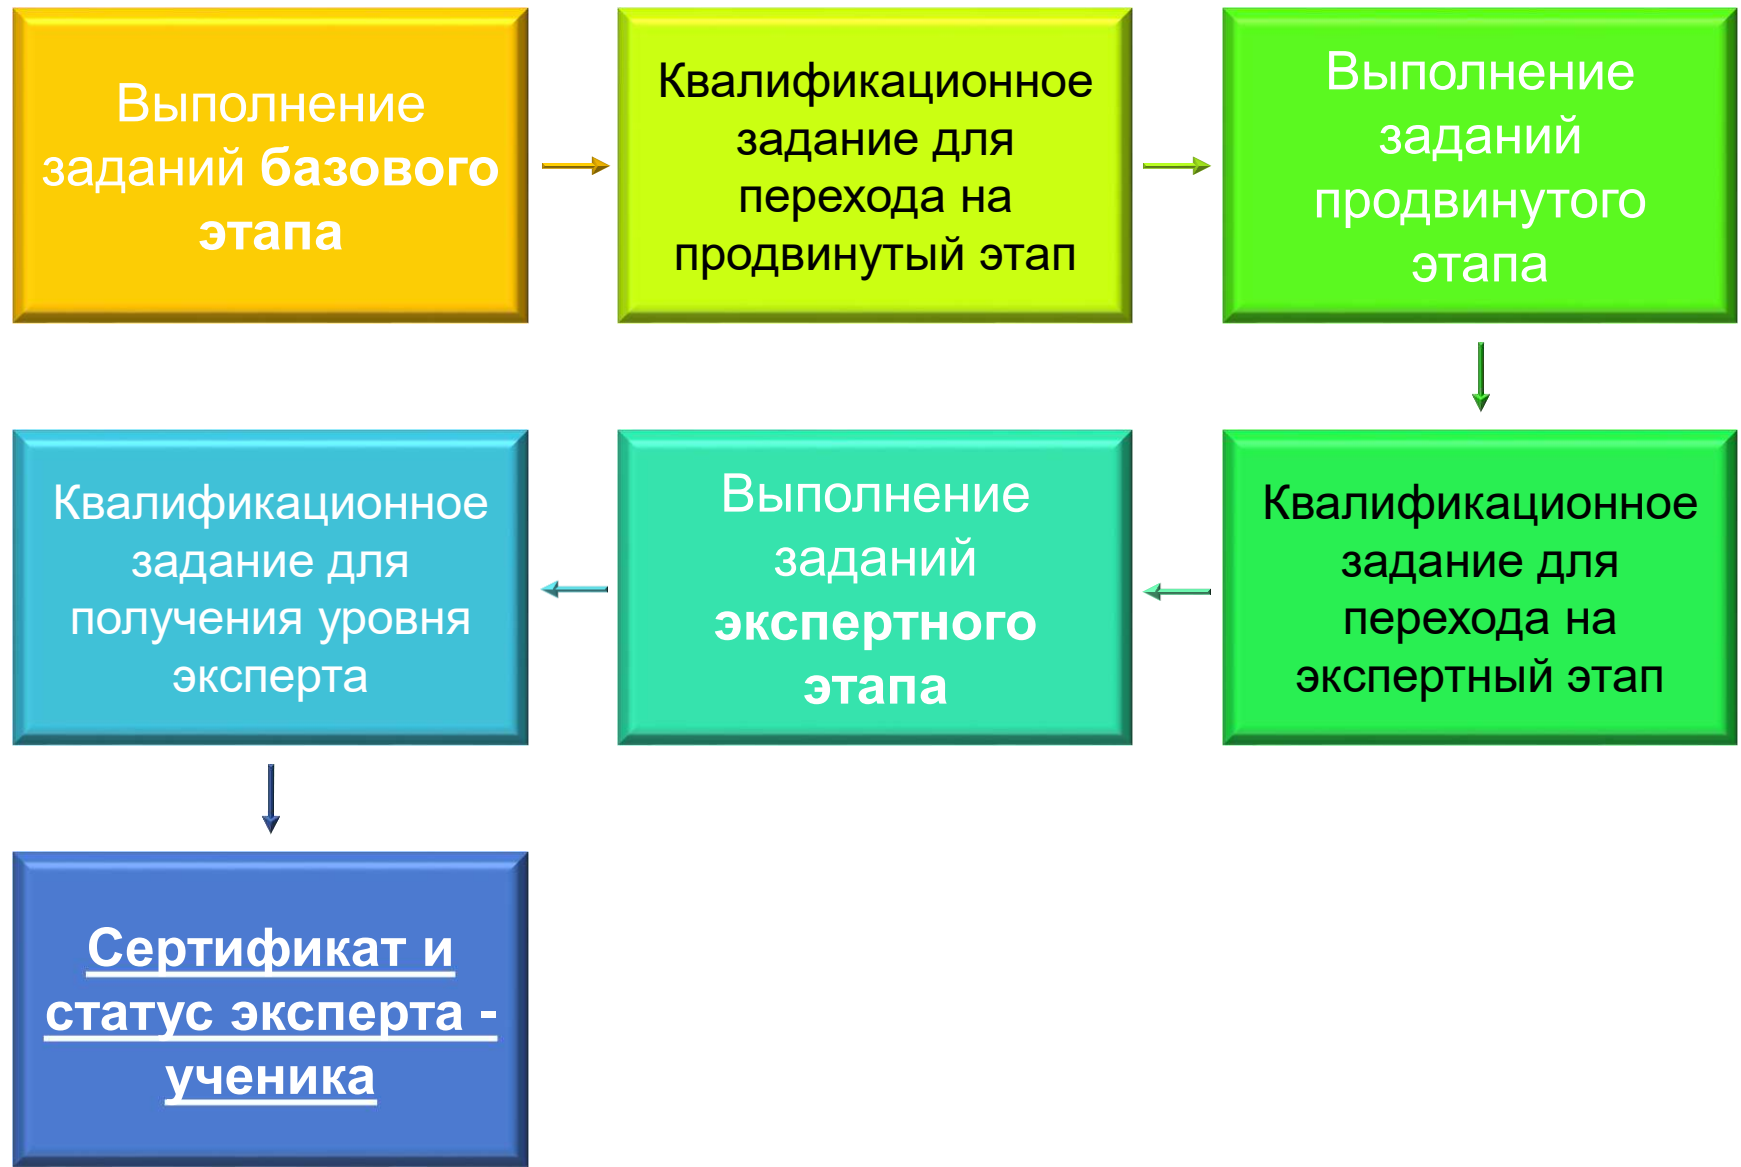 Выполнение
заданий базового
этапа
Квалификационное
задание для
перехода на
продвинутый этап
Выполнение
заданий
продвинутого
этапа
Квалификационное
задание для
перехода на
экспертный этап
Выполнение
заданий
экспертного
этапа
Квалификационное
задание для
получения уровня
эксперта
Сертификат и
статус эксперта -
ученика